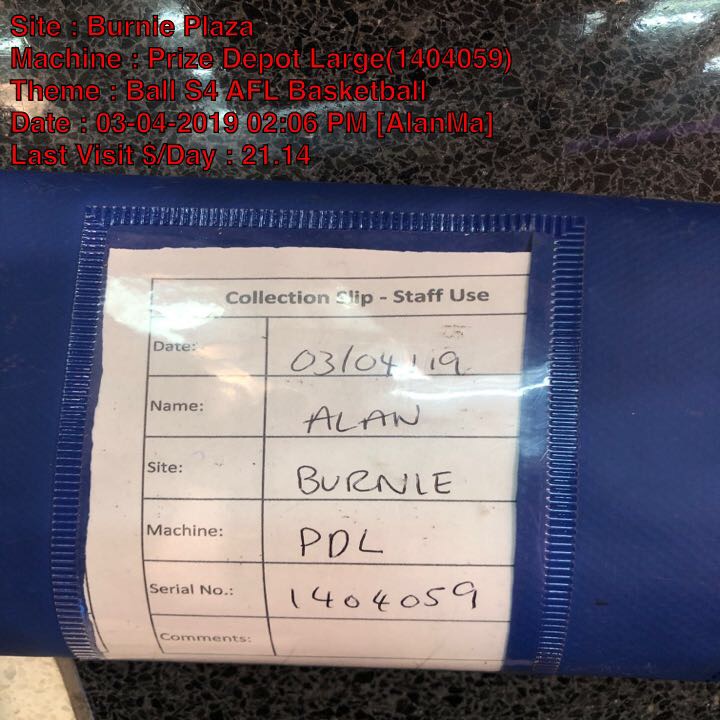 Site : Burnie Plaza
Machine : Prize Depot Large(1404059)
Theme : Ball S4 AFL Basketball
Date : 03-04-2019 02:06 PM [AlanMa]
Last Visit $/Day : 21.14
Collection Slip - Staff Use
Date: 03/04/19
Name: ALAN
Site: BURNIE
Machine: PDL
Serial No.: 1404059
Comments: